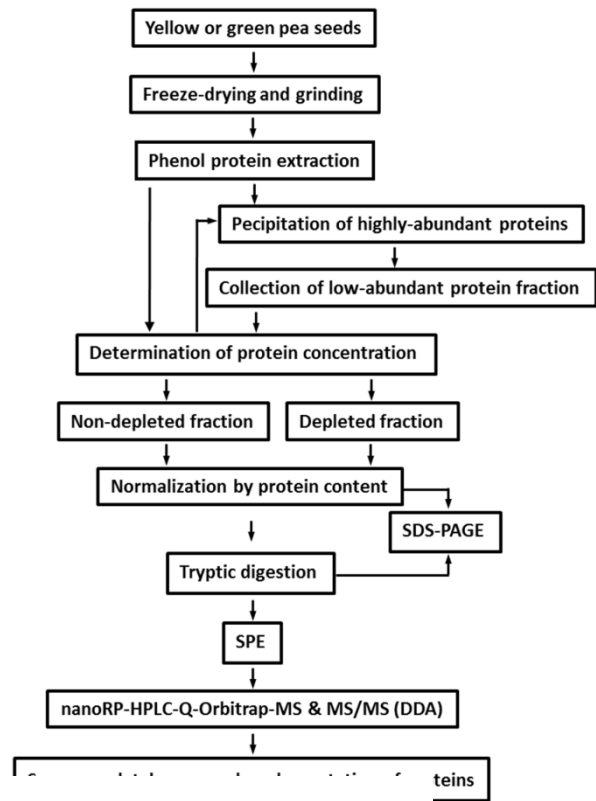 Yellow or green pea seeds
Freeze-drying and grinding
Phenol protein extraction
Pecipitation of highly-abundant proteins
Collection of low-abundant protein fraction
Determination of protein concentration
Non-depleted fraction
Depleted fraction
Normalization by protein content
SDS-PAGE
Tryptic digestion
SPE
nanoRP-HPLC-Q-Orbitrap-MS & MS/MS (DDA)